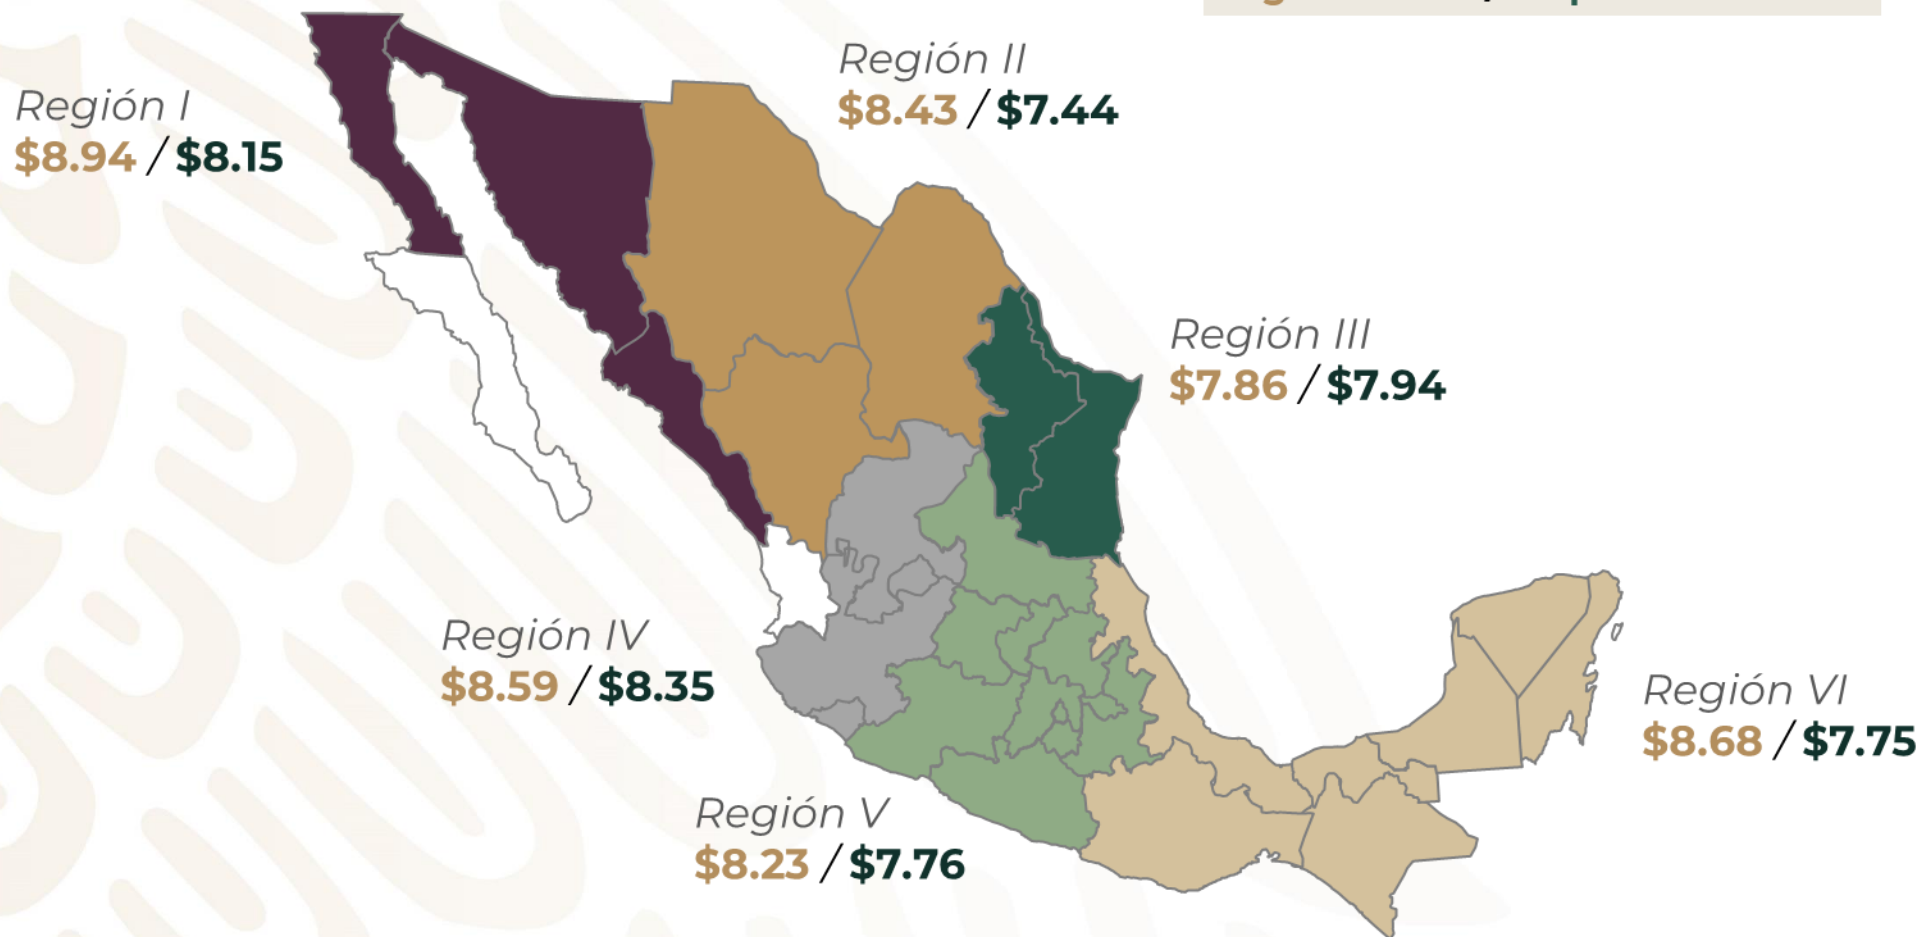 Región II
$8.43 / $7.44
Región I
$8.94 / $8.15
Región III
$7.86 / $7.94
Región IV
$8.59 / $8.35
Región VI
$8.68 / $7.75
Región V
$8.23 / $7.76